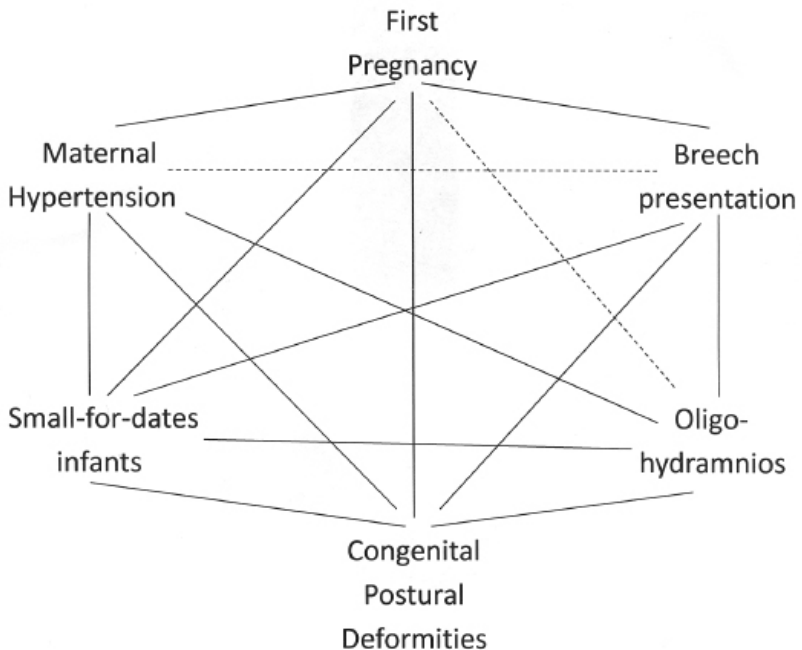 First
Pregnancy
Maternal
Hypertension
Breech
presentation
Small-for-dates
infants
Oligo-
hydramnios
Congenital
Postural
Deformities